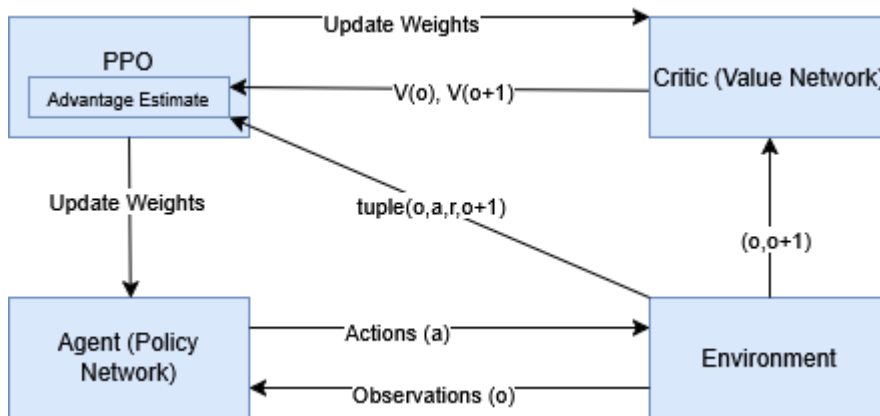 Update Weights
PPO
Advantage Estimate
V(o), V(o+1)
Critic (Value Network)
Update Weights
tuple(o,a,r,o+1)
(o,o+1)
Agent (Policy
Network)
Actions (a)
Observations (o)
Environment